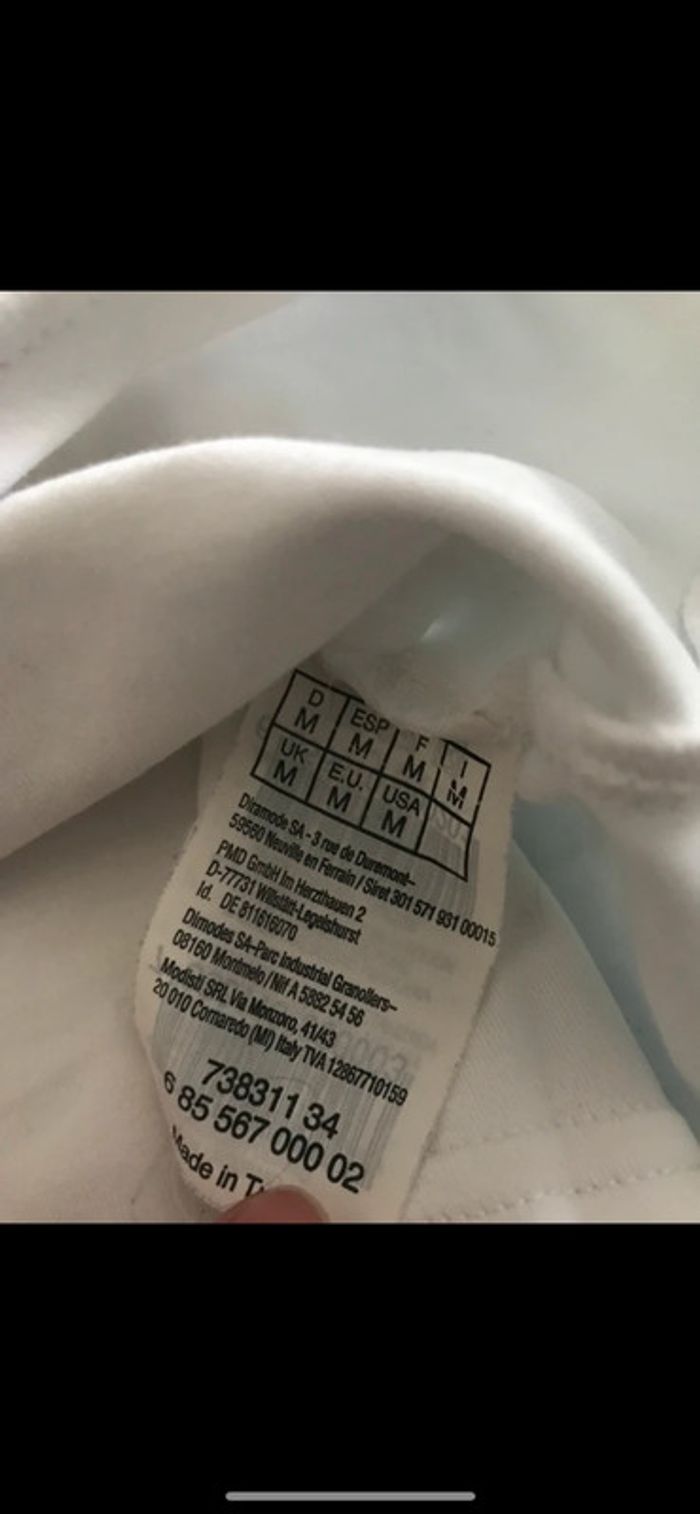 D ESP F I
M M M M
UK E.U. USA
M M M
Diramode SA - 3 rue de Duremont-
59560 Neuville en Ferrain / Siret 301 571 931 00015
PMD GmbH Im Herzthauen 2
D-77731 Willstätt-Legelshurst
Id. DE 811616070
Dimodes SA-Parc Industrial Granollers-
08160 Montmelo / Nif A 5882 54 56
Modisti SRL Via Monzoro, 41/43
20 010 Cornaredo (MI) Italy TVA 12867710159
738311 34
6 85 567 000 02
Made in